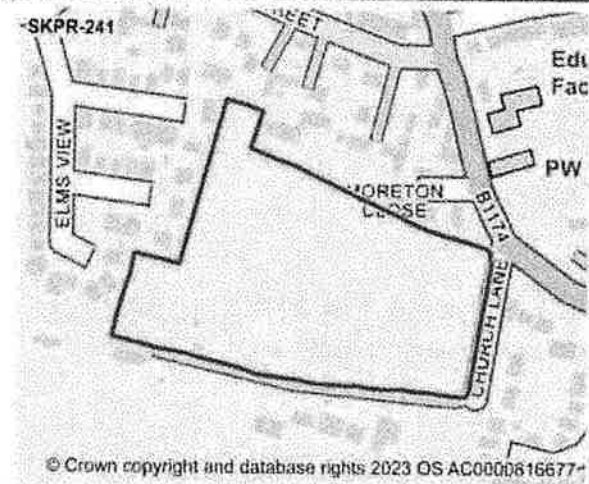 -SKPR-241
REET
Edu
Fac
ELMS VIEW
MORETON
CLOSE
PW
B1174
CHURCH LANE
© Crown copyright and database rights 2023 OS AC0000816677